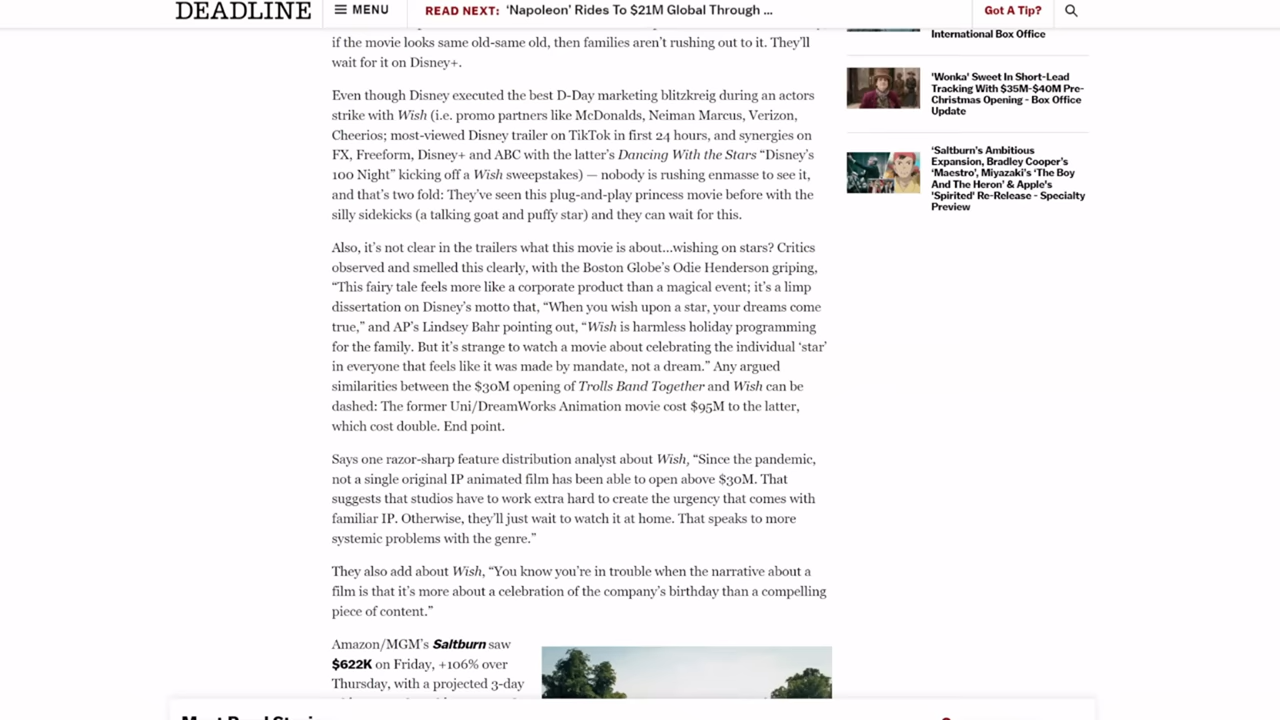 DEADLINE
MENU
READ NEXT: ‘Napoleon’ Rides To $21M Global Through ...
Got A Tip?
if the movie looks same old-same old, then families aren’t rushing out to it. They’ll
wait for it on Disney+.
Even though Disney executed the best D-Day marketing blitzkreig during an actors
strike with Wish (i.e. promo partners like McDonalds, Neiman Marcus, Verizon,
Cheerios; most-viewed Disney trailer on TikTok in first 24 hours, and synergies on
FX, Freeform, Disney+ and ABC with the latter’s Dancing With the Stars “Disney’s
100 Night” kicking off a Wish sweepstakes) — nobody is rushing enmasse to see it,
and that’s two fold: They’ve seen this plug-and-play princess movie before with the
silly sidekicks (a talking goat and puffy star) and they can wait for this.
Also, it’s not clear in the trailers what this movie is about…wishing on stars? Critics
observed and smelled this clearly, with the Boston Globe’s Odie Henderson griping,
“This fairy tale feels more like a corporate product than a magical event; it’s a limp
dissertation on Disney’s motto that, “When you wish upon a star, your dreams come
true,” and AP’s Lindsey Bahr pointing out, “Wish is harmless holiday programming
for the family. But it’s strange to watch a movie about celebrating the individual ‘star’
in everyone that feels like it was made by mandate, not a dream.” Any argued
similarities between the $30M opening of Trolls Band Together and Wish can be
dashed: The former Uni/DreamWorks Animation movie cost $95M to the latter,
which cost double. End point.
Says one razor-sharp feature distribution analyst about Wish, “Since the pandemic,
not a single original IP animated film has been able to open above $30M. That
suggests that studios have to work extra hard to create the urgency that comes with
familiar IP. Otherwise, they’ll just wait to watch it at home. That speaks to more
systemic problems with the genre.”
They also add about Wish, “You know you’re in trouble when the narrative about a
film is that it’s more about a celebration of the company’s birthday than a compelling
piece of content.”
Amazon/MGM’s Saltburn saw
$622K on Friday, +106% over
Thursday, with a projected 3-day
International Box Office
'Wonka' Sweet In Short-Lead
Tracking With $35M-$40M Pre-
Christmas Opening - Box Office
Update
‘Saltburn’s Ambitious
Expansion, Bradley Cooper’s
‘Maestro’, Miyazaki’s ‘The Boy
And The Heron’ & Apple’s
'Spirited' Re-Release - Specialty
Preview